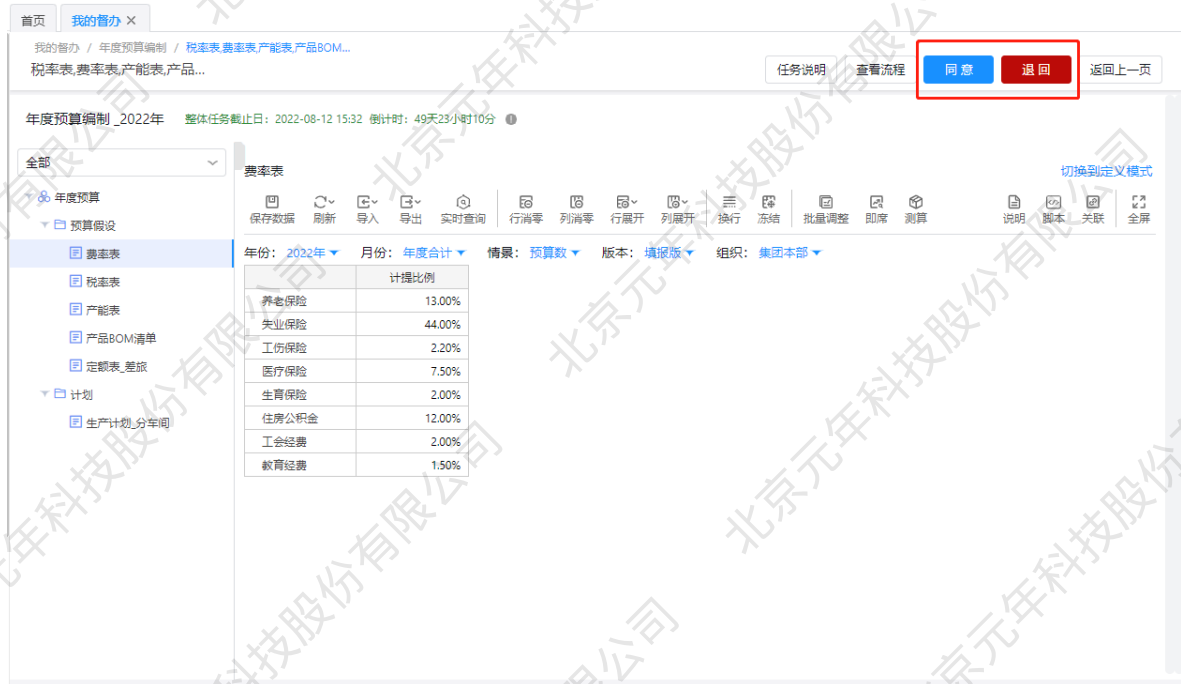 首页 我的督办 ×
我的督办 / 年度预算编制 / 税率表,费率表,产能表,产品BOM...
税率表,费率表,产能表,产品...
任务说明 查看流程 同意 退回 返回上一页
年度预算编制 _2022年 整体任务截止日：2022-08-12 15:32 倒计时：49天23小时10分
全部
费率表 切换到定义模式
年度预算
预算假设
费率表
税率表
产能表
产品BOM清单
定额表_差旅
计划
生产计划_分车间
保存数据 刷新 导入 导出 实时查询 行消零 列消零 行展开 列展开 换行 冻结 批量调整 即席 测算 说明 脚本 关联 全屏
年份： 2022年 月份： 年度合计 情景： 预算数 版本： 填报版 组织： 集团本部
计提比例
养老保险 13.00%
失业保险 44.00%
工伤保险 2.20%
医疗保险 7.50%
生育保险 2.00%
住房公积金 12.00%
工会经费 2.00%
教育经费 1.50%
北京元年科技股份有限公司